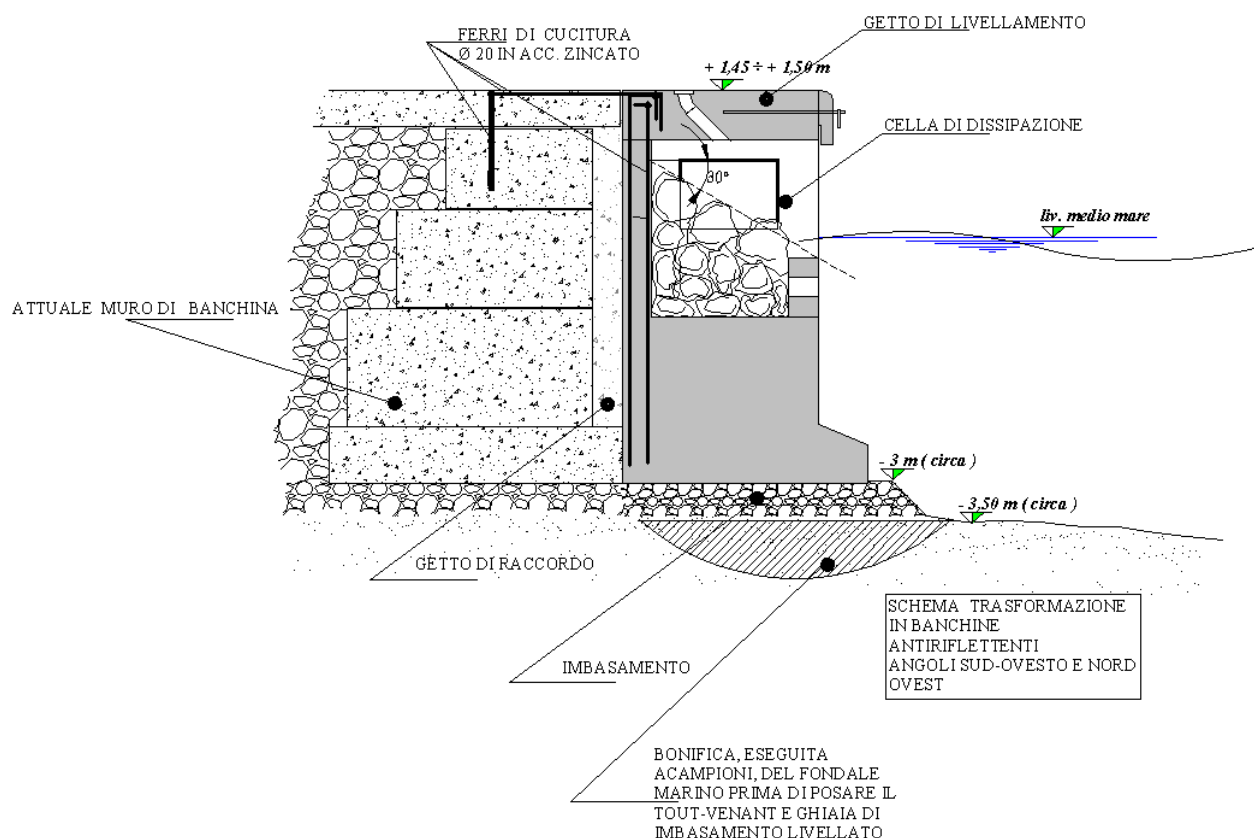 GETTO DI LIVELLAMENTO
FERRI DI CUCITURA
Ø 20 IN ACC. ZINCATO
+ 1,45 ÷ + 1,50 m
CELLA DI DISSIPAZIONE
30°
liv. medio mare
ATTUALE MURO DI BANCHINA
- 3 m ( circa )
- 3,50 m (circa )
GETTO DI RACCORDO
SCHEMA TRASFORMAZIONE
IN BANCHINE
ANTIRIFLETTENTI
ANGOLI SUD-OVESTO E NORD
OVEST
IMBASAMENTO
BONIFICA, ESEGUITA
ACAMPIONI, DEL FONDALE
MARINO PRIMA DI POSARE IL
TOUT-VENANT E GHIAIA DI
IMBASAMENTO LIVELLATO